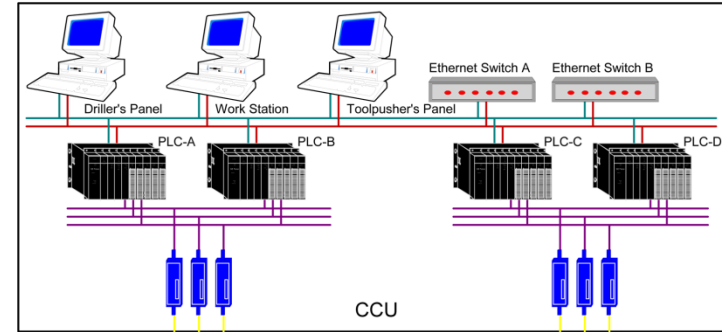 Ethernet Switch A
Ethernet Switch B
Driller's Panel
Work Station
Toolpusher's Panel
PLC-A
PLC-B
PLC-C
PLC-D
CCU